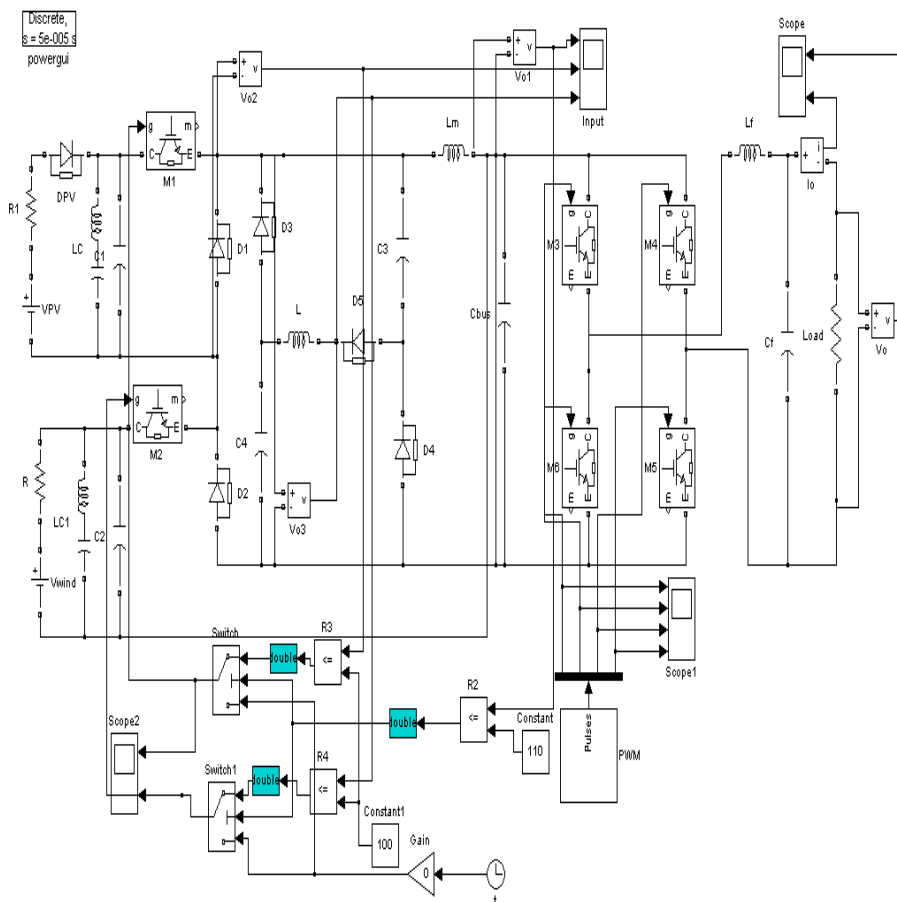 Discrete,
s = 5e-005 s
powergui
Scope
+
-
v
Vo2
+
-
v
Vo1
Input
g
m
C
E
M1
Lm
Lf
+
-
i
Io
DPV
R1
LC
C1
D1
D3
C3
g
C
E
M3
g
C
E
M4
+
VPV
L
D5
Cbus
Cf
Load
+
-
v
Vo
g
m
C
E
M2
C4
D4
g
C
E
M6
g
C
E
M5
R
LC1
C2
D2
+
-
v
Vo3
+
Vwind
Switch
double
R3
<=
Scope1
R2
<=
double
Constant
110
Pulses
PWM
Scope2
Switch1
double
R4
<=
Constant1
100
Gain
0